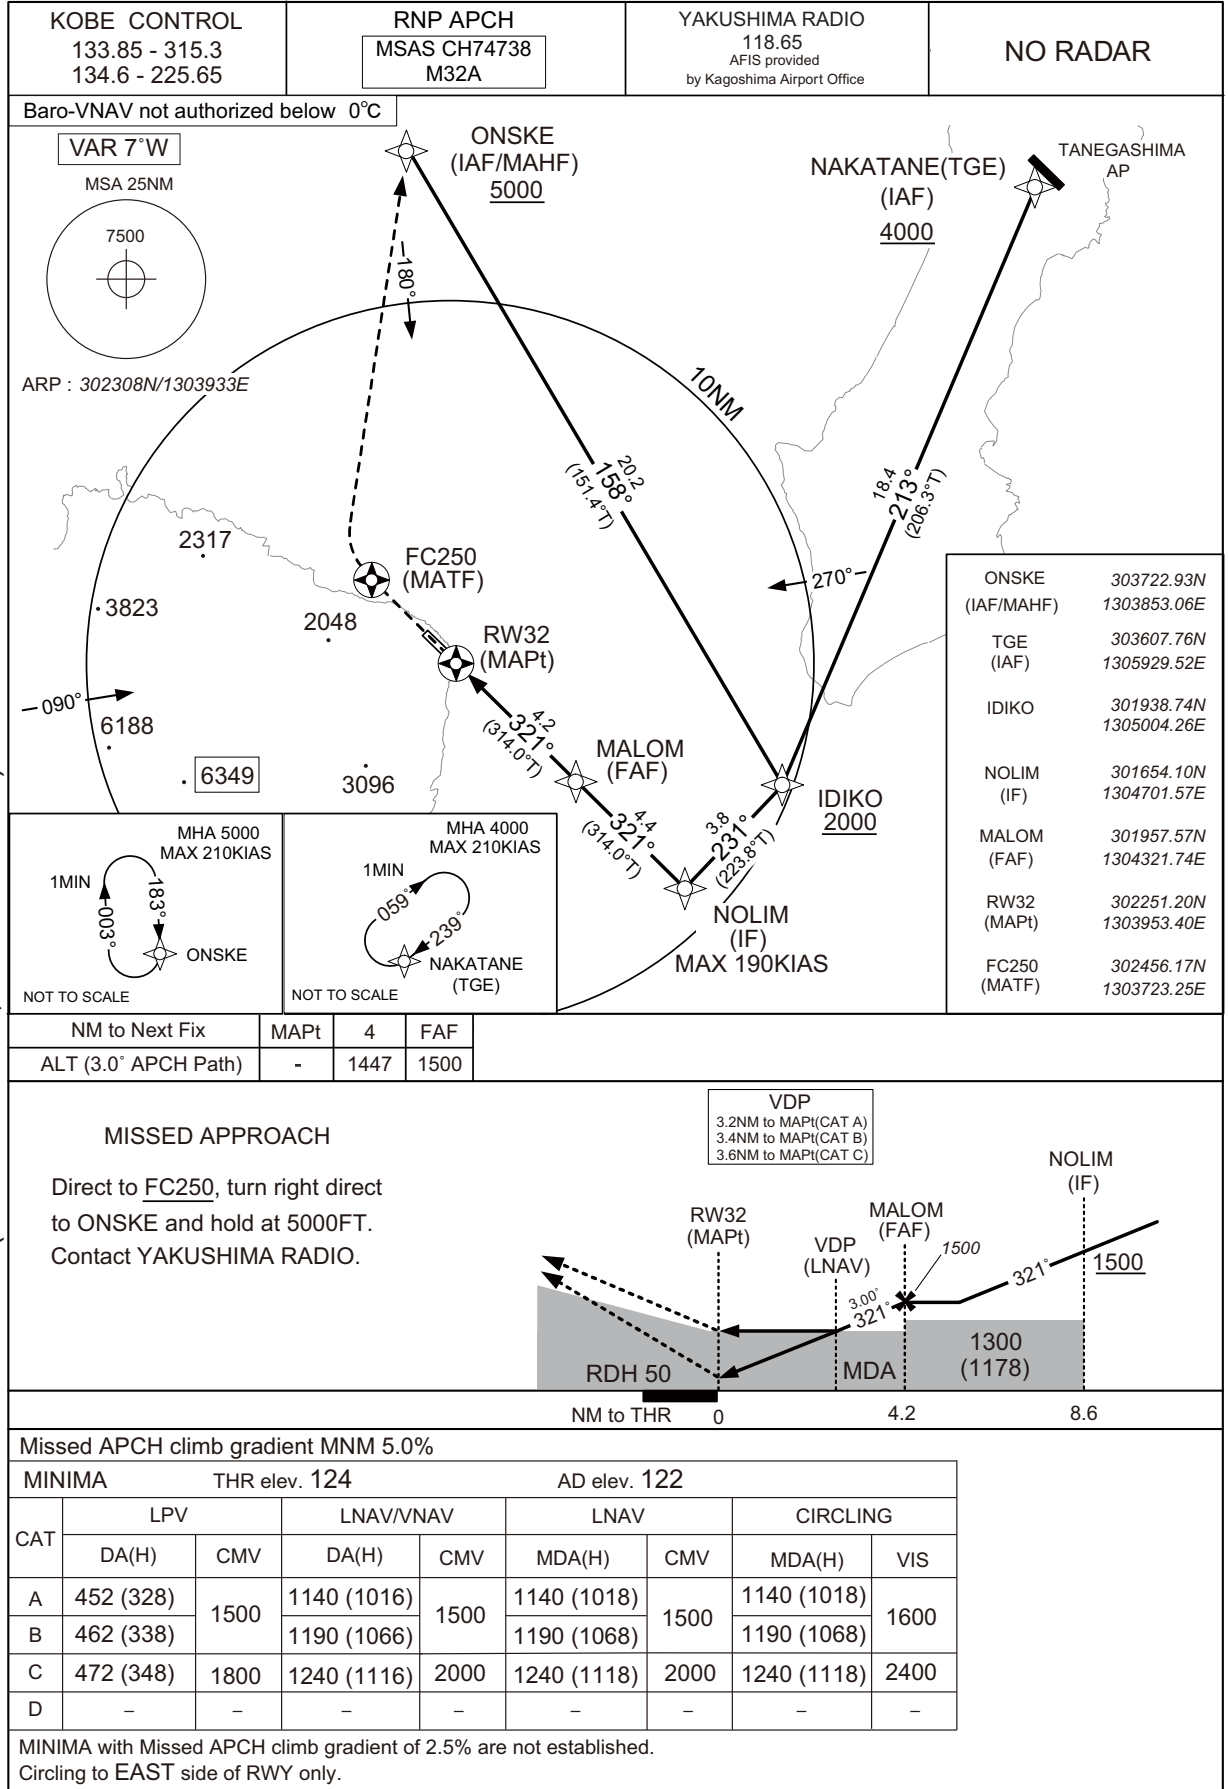 KOBE CONTROL
133.85 - 315.3
134.6 - 225.65
RNP APCH
MSAS CH74738
M32A
YAKUSHIMA RADIO
118.65
AFIS provided
by Kagoshima Airport Office
NO RADAR
Baro-VNAV not authorized below 0°C
VAR 7°W
MSA 25NM
7500
ARP : 302308N/1303933E
ONSKE
(IAF/MAHF)
5000
NAKATANE(TGE)
(IAF)
4000
TANEGASHIMA
AP
180°
10NM
20.2
158°
(151.4°T)
18.4
213°
(206.3°T)
270°
090°
2317
3823
2048
6188
6349
3096
FC250
(MATF)
RW32
(MAPt)
4.2
321°
(314.0°T)
MALOM
(FAF)
4.4
321°
(314.0°T)
3.8
231°
(223.8°T)
IDIKO
2000
NOLIM
(IF)
MAX 190KIAS
ONSKE 303722.93N
(IAF/MAHF) 1303853.06E
TGE 303607.76N
(IAF) 1305929.52E
IDIKO 301938.74N
1305004.26E
NOLIM 301654.10N
(IF) 1304701.57E
MALOM 301957.57N
(FAF) 1304321.74E
RW32 302251.20N
(MAPt) 1303953.40E
FC250 302456.17N
(MATF) 1303723.25E
MHA 5000
MAX 210KIAS
1MIN
003°
183°
ONSKE
NOT TO SCALE
MHA 4000
MAX 210KIAS
1MIN
059°
239°
NAKATANE
(TGE)
NOT TO SCALE
NM to Next Fix MAPt 4 FAF
ALT (3.0° APCH Path) - 1447 1500
MISSED APPROACH
Direct to FC250, turn right direct
to ONSKE and hold at 5000FT.
Contact YAKUSHIMA RADIO.
VDP
3.2NM to MAPt(CAT A)
3.4NM to MAPt(CAT B)
3.6NM to MAPt(CAT C)
RW32
(MAPt)
VDP
(LNAV)
MALOM
(FAF)
1500
NOLIM
(IF)
1500
321°
3.00°
321°
RDH 50
MDA
1300
(1178)
NM to THR 0 4.2 8.6
Missed APCH climb gradient MNM 5.0%
MINIMA THR elev. 124 AD elev. 122
CAT LPV LNAV/VNAV LNAV CIRCLING
DA(H) CMV DA(H) CMV MDA(H) CMV MDA(H) VIS
A 452 (328) 1500 1140 (1016) 1500 1140 (1018) 1500 1140 (1018) 1600
B 462 (338) 1190 (1066) 1190 (1068) 1190 (1068)
C 472 (348) 1800 1240 (1116) 2000 1240 (1118) 2000 1240 (1118) 2400
D – – – – – – – –
MINIMA with Missed APCH climb gradient of 2.5% are not established.
Circling to EAST side of RWY only.